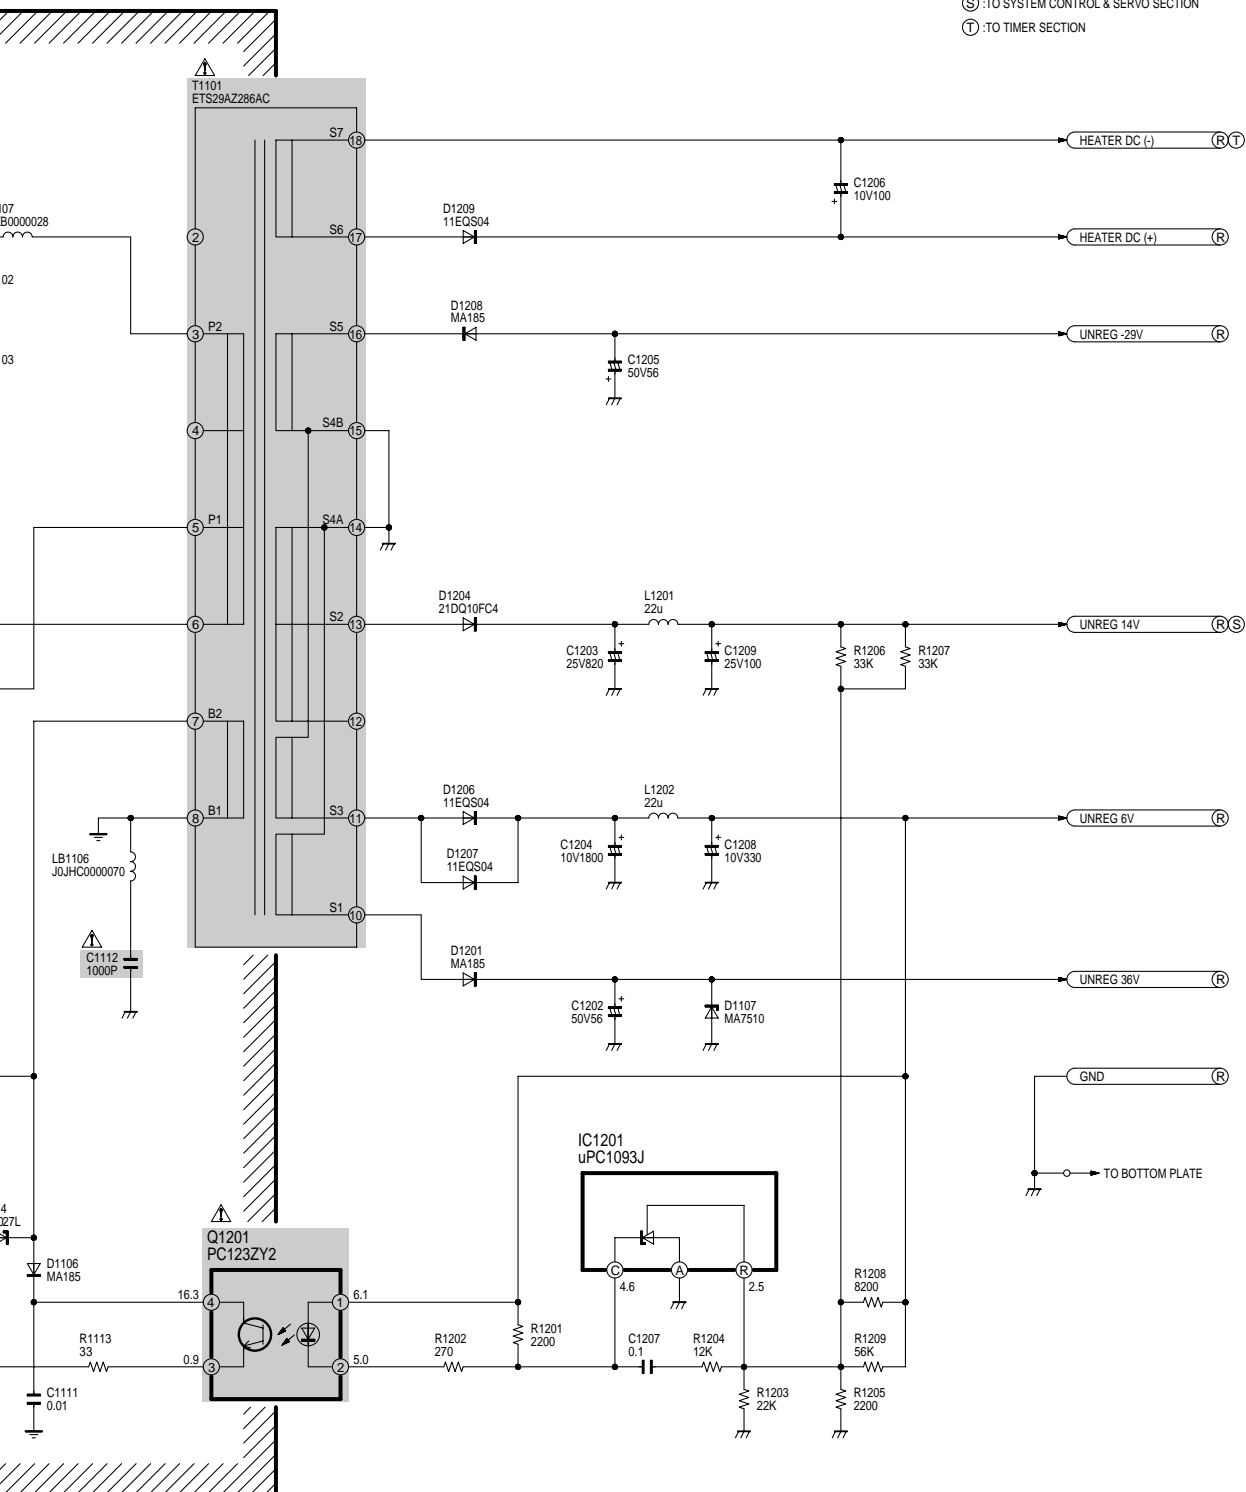 Ⓢ :TO SYSTEM CONTROL & SERVO SECTION
Ⓣ :TO TIMER SECTION
T1101
ETS29AZ286AC
S7 18
HEATER DC (-) R T
C1206
10V100
+
107
B0000028
2
D1209
11EQS04
S6 17
HEATER DC (+) R
02
D1208
MA185
3 P2
S5 16
UNREG -29V R
03
C1205
50V56
+
4
S4B 15
5 P1
S4A 14
D1204
21DQ10FC4
L1201
22u
6
S2 13
UNREG 14V R S
C1203
25V820
+
C1209
25V100
+
R1206
33K
R1207
33K
7 B2
12
D1206
11EQS04
L1202
22u
8 B1
S3 11
UNREG 6V R
LB1106
J0JHC0000070
D1207
11EQS04
C1204
10V1800
+
C1208
10V330
+
S1 10
C1112
1000P
D1201
MA185
UNREG 36V R
C1202
50V56
+
D1107
MA7510
GND R
IC1201
uPC1093J
TO BOTTOM PLATE
4
027L
Q1201
PC123ZY2
D1106
MA185
C A R
4.6 2.5
R1208
8200
16.3 4
1 6.1
R1201
2200
R1113
33
R1202
270
C1207
0.1
R1204
12K
R1209
56K
0.9 3
2 5.0
C1111
0.01
R1203
22K
R1205
2200